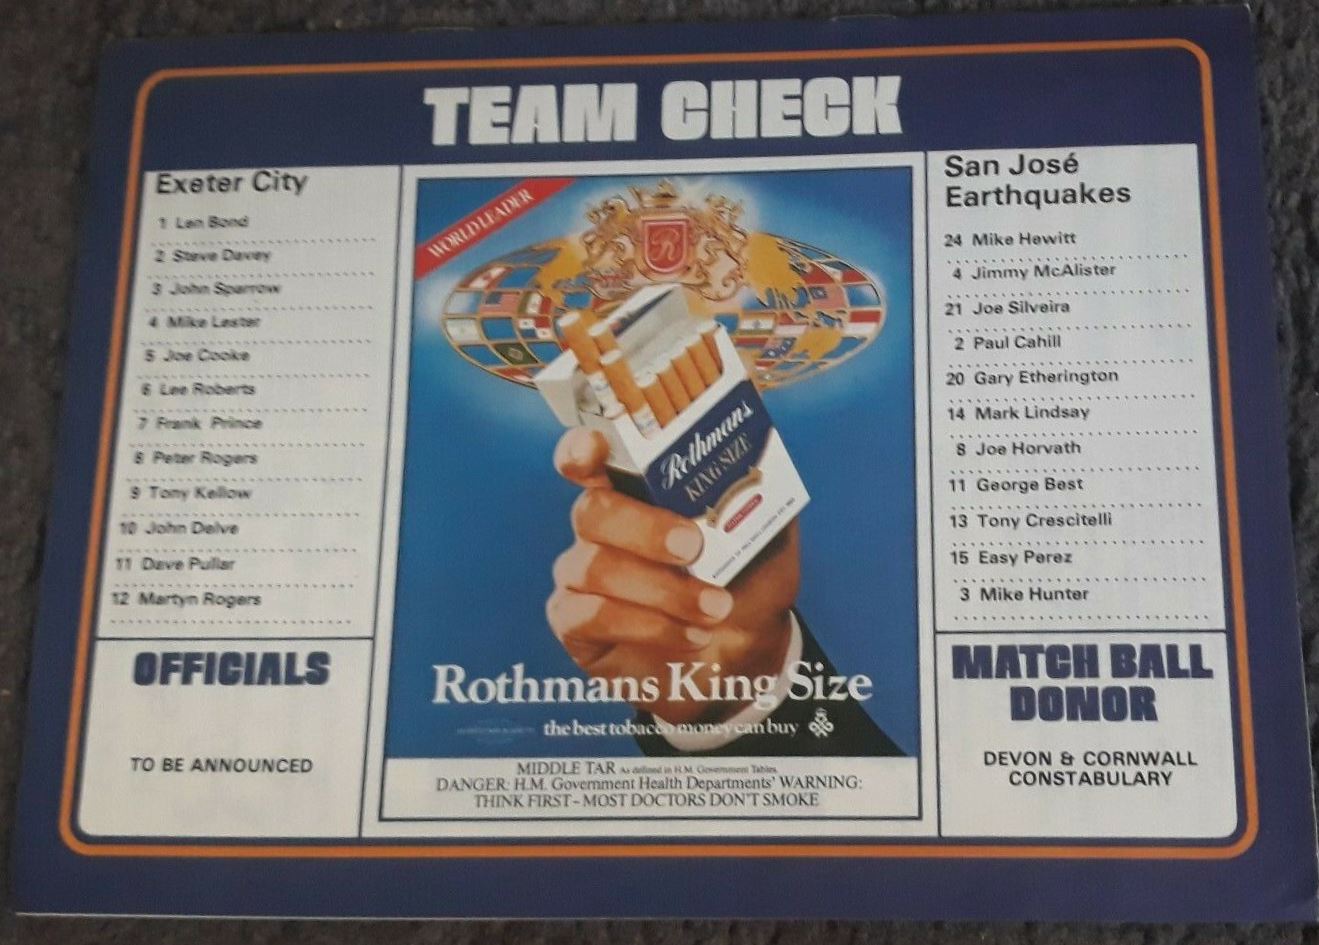 TEAM CHECK
Exeter City
1 Len Bond
2 Steve Davey
3 John Sparrow
4 Mike Lester
5 Joe Cooke
6 Lee Roberts
7 Frank Prince
8 Peter Rogers
9 Tony Kellow
10 John Delve
11 Dave Pullar
12 Martyn Rogers
OFFICIALS
TO BE ANNOUNCED
WORLD LEADER
R
Rothmans
KING SIZE
Rothmans King Size
the best tobacco money can buy
MIDDLE TAR As defined in H.M. Government Tables
DANGER: H.M. Government Health Departments' WARNING:
THINK FIRST - MOST DOCTORS DON'T SMOKE
San José
Earthquakes
24 Mike Hewitt
4 Jimmy McAlister
21 Joe Silveira
2 Paul Cahill
20 Gary Etherington
14 Mark Lindsay
8 Joe Horvath
11 George Best
13 Tony Crescitelli
15 Easy Perez
3 Mike Hunter
MATCH BALL
DONOR
DEVON & CORNWALL
CONSTABULARY